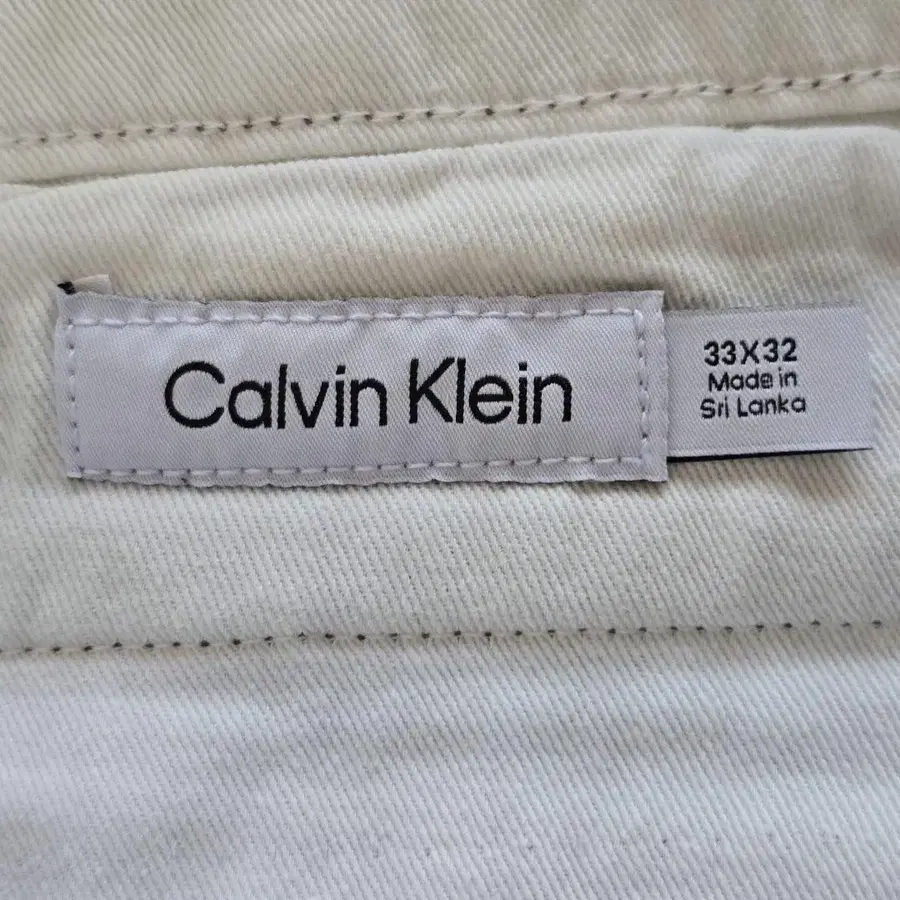 Calvin Klein
33X32
Made in
Sri Lanka